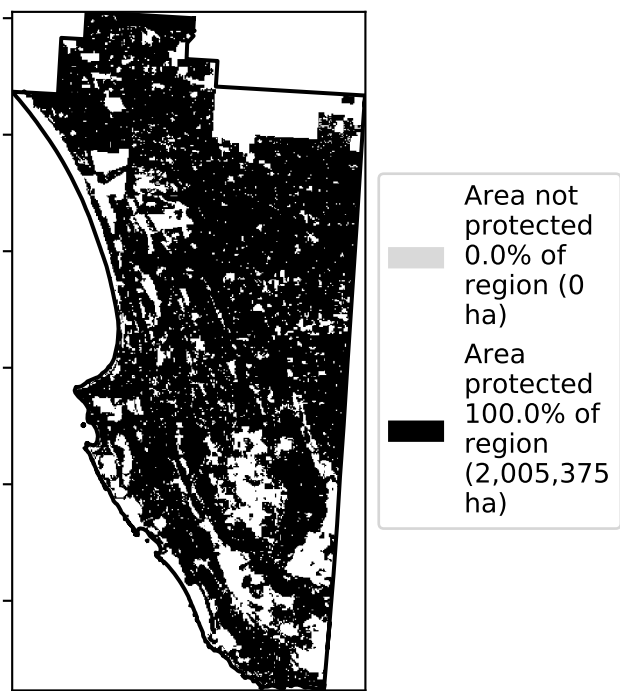 Area not
protected
0.0% of
region (0
ha)
Area
protected
100.0% of
region
(2,005,375
ha)